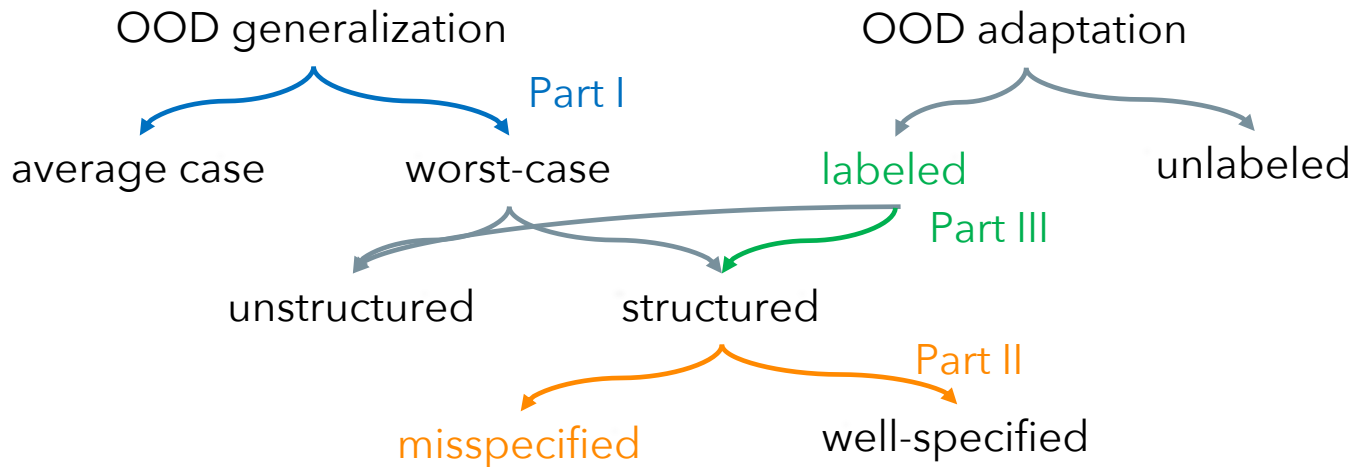 OOD generalization
OOD adaptation
Part I
average case
worst-case
labeled
unlabeled
Part III
unstructured
structured
Part II
misspecified
well-specified